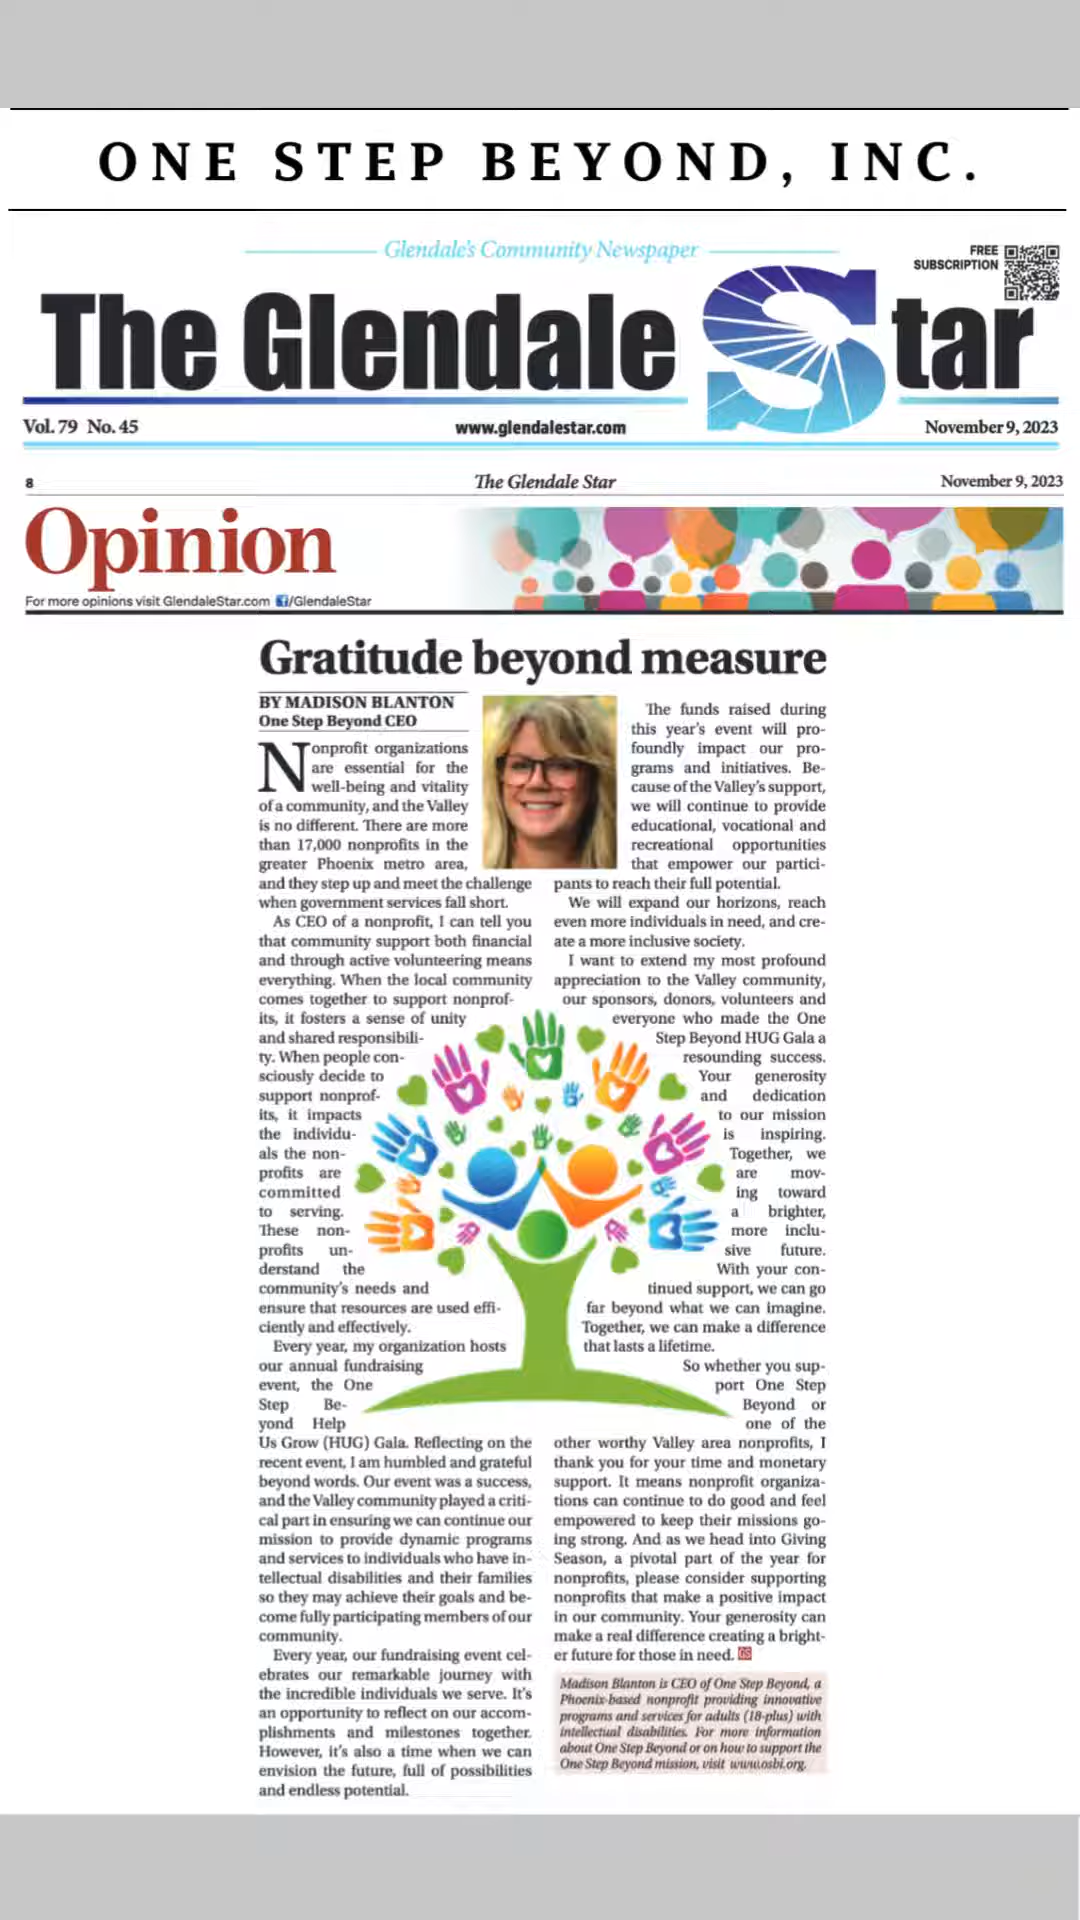 ONE STEP BEYOND, INC.
Glendale's Community Newspaper
FREE
SUBSCRIPTION
The Glendale Star
Vol. 79 No. 45
www.glendalestar.com
November 9, 2023
8
The Glendale Star
November 9, 2023
Opinion
For more opinions visit GlendaleStar.com f/GlendaleStar
Gratitude beyond measure
BY MADISON BLANTON
One Step Beyond CEO
Nonprofit organizations
are essential for the
well-being and vitality
of a community, and the Valley
is no different. There are more
than 17,000 nonprofits in the
greater Phoenix metro area,
and they step up and meet the challenge
when government services fall short.
As CEO of a nonprofit, I can tell you
that community support both financial
and through active volunteering means
everything. When the local community
comes together to support nonprof-
its, it fosters a sense of unity
and shared responsibili-
ty. When people con-
sciously decide to
support nonprof-
its, it impacts
the individu-
als the non-
profits are
committed
to serving.
These non-
profits un-
derstand the
community's needs and
ensure that resources are used effi-
ciently and effectively.
Every year, my organization hosts
our annual fundraising
event, the One
Step Be-
yond Help
Us Grow (HUG) Gala. Reflecting on the
recent event, I am humbled and grateful
beyond words. Our event was a success,
and the Valley community played a criti-
cal part in ensuring we can continue our
mission to provide dynamic programs
and services to individuals who have in-
tellectual disabilities and their families
so they may achieve their goals and be-
come fully participating members of our
community.
Every year, our fundraising event cel-
ebrates our remarkable journey with
the incredible individuals we serve. It's
an opportunity to reflect on our accom-
plishments and milestones together.
However, it's also a time when we can
envision the future, full of possibilities
and endless potential.
The funds raised during
this year's event will pro-
foundly impact our pro-
grams and initiatives. Be-
cause of the Valley's support,
we will continue to provide
educational, vocational and
recreational opportunities
that empower our partici-
pants to reach their full potential.
We will expand our horizons, reach
even more individuals in need, and cre-
ate a more inclusive society.
I want to extend my most profound
appreciation to the Valley community,
our sponsors, donors, volunteers and
everyone who made the One
Step Beyond HUG Gala a
resounding success.
Your generosity
and dedication
to our mission
is inspiring.
Together, we
are mov-
ing toward
a brighter,
more inclu-
sive future.
With your con-
tinued support, we can go
far beyond what we can imagine.
Together, we can make a difference
that lasts a lifetime.
So whether you sup-
port One Step
Beyond or
one of the
other worthy Valley area nonprofits, I
thank you for your time and monetary
support. It means nonprofit organiza-
tions can continue to do good and feel
empowered to keep their missions go-
ing strong. And as we head into Giving
Season, a pivotal part of the year for
nonprofits, please consider supporting
nonprofits that make a positive impact
in our community. Your generosity can
make a real difference creating a bright-
er future for those in need. GS
Madison Blanton is CEO of One Step Beyond, a
Phoenix-based nonprofit providing innovative
programs and services for adults (18-plus) with
intellectual disabilities. For more information
about One Step Beyond or on how to support the
One Step Beyond mission, visit www.osbi.org.